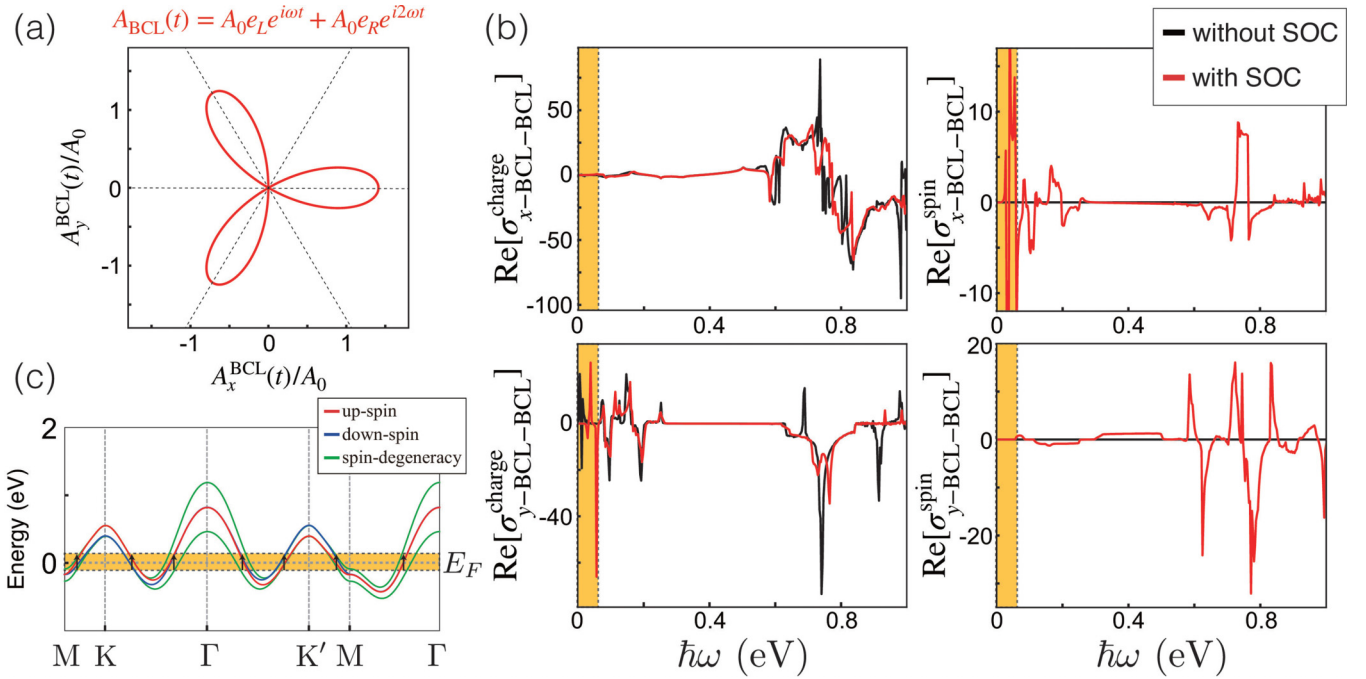 (a)
A_BCL(t) = A_0 e_L e^{iωt} + A_0 e_R e^{i2ωt}
A_y^BCL(t)/A_0
1
0
-1
-1
0
1
A_x^BCL(t)/A_0
(b)
without SOC
with SOC
Re[σ^charge_x−BCL−BCL]
50
0
-50
-100
0
0.4
0.8
Re[σ^spin_x−BCL−BCL]
10
0
-10
0
0.4
0.8
Re[σ^charge_y−BCL−BCL]
0
-40
0
0.4
0.8
ħω (eV)
Re[σ^spin_y−BCL−BCL]
20
0
-20
0
0.4
0.8
ħω (eV)
(c)
up-spin
down-spin
spin-degeneracy
Energy (eV)
2
0
E_F
M K Γ K′ M Γ